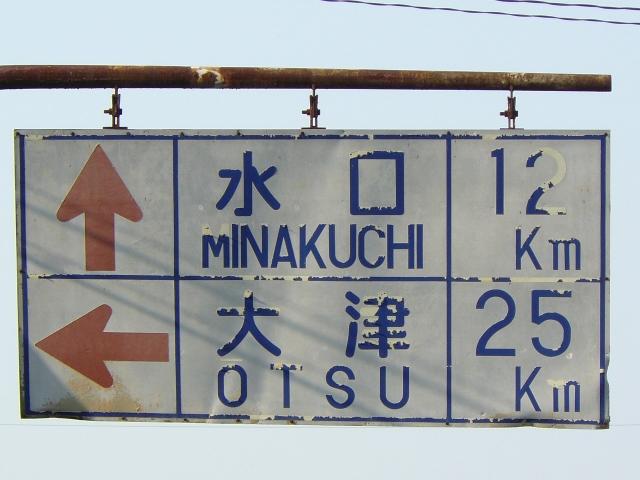 水口 12
MINAKUCHI Km
大津 25
OTSU Km